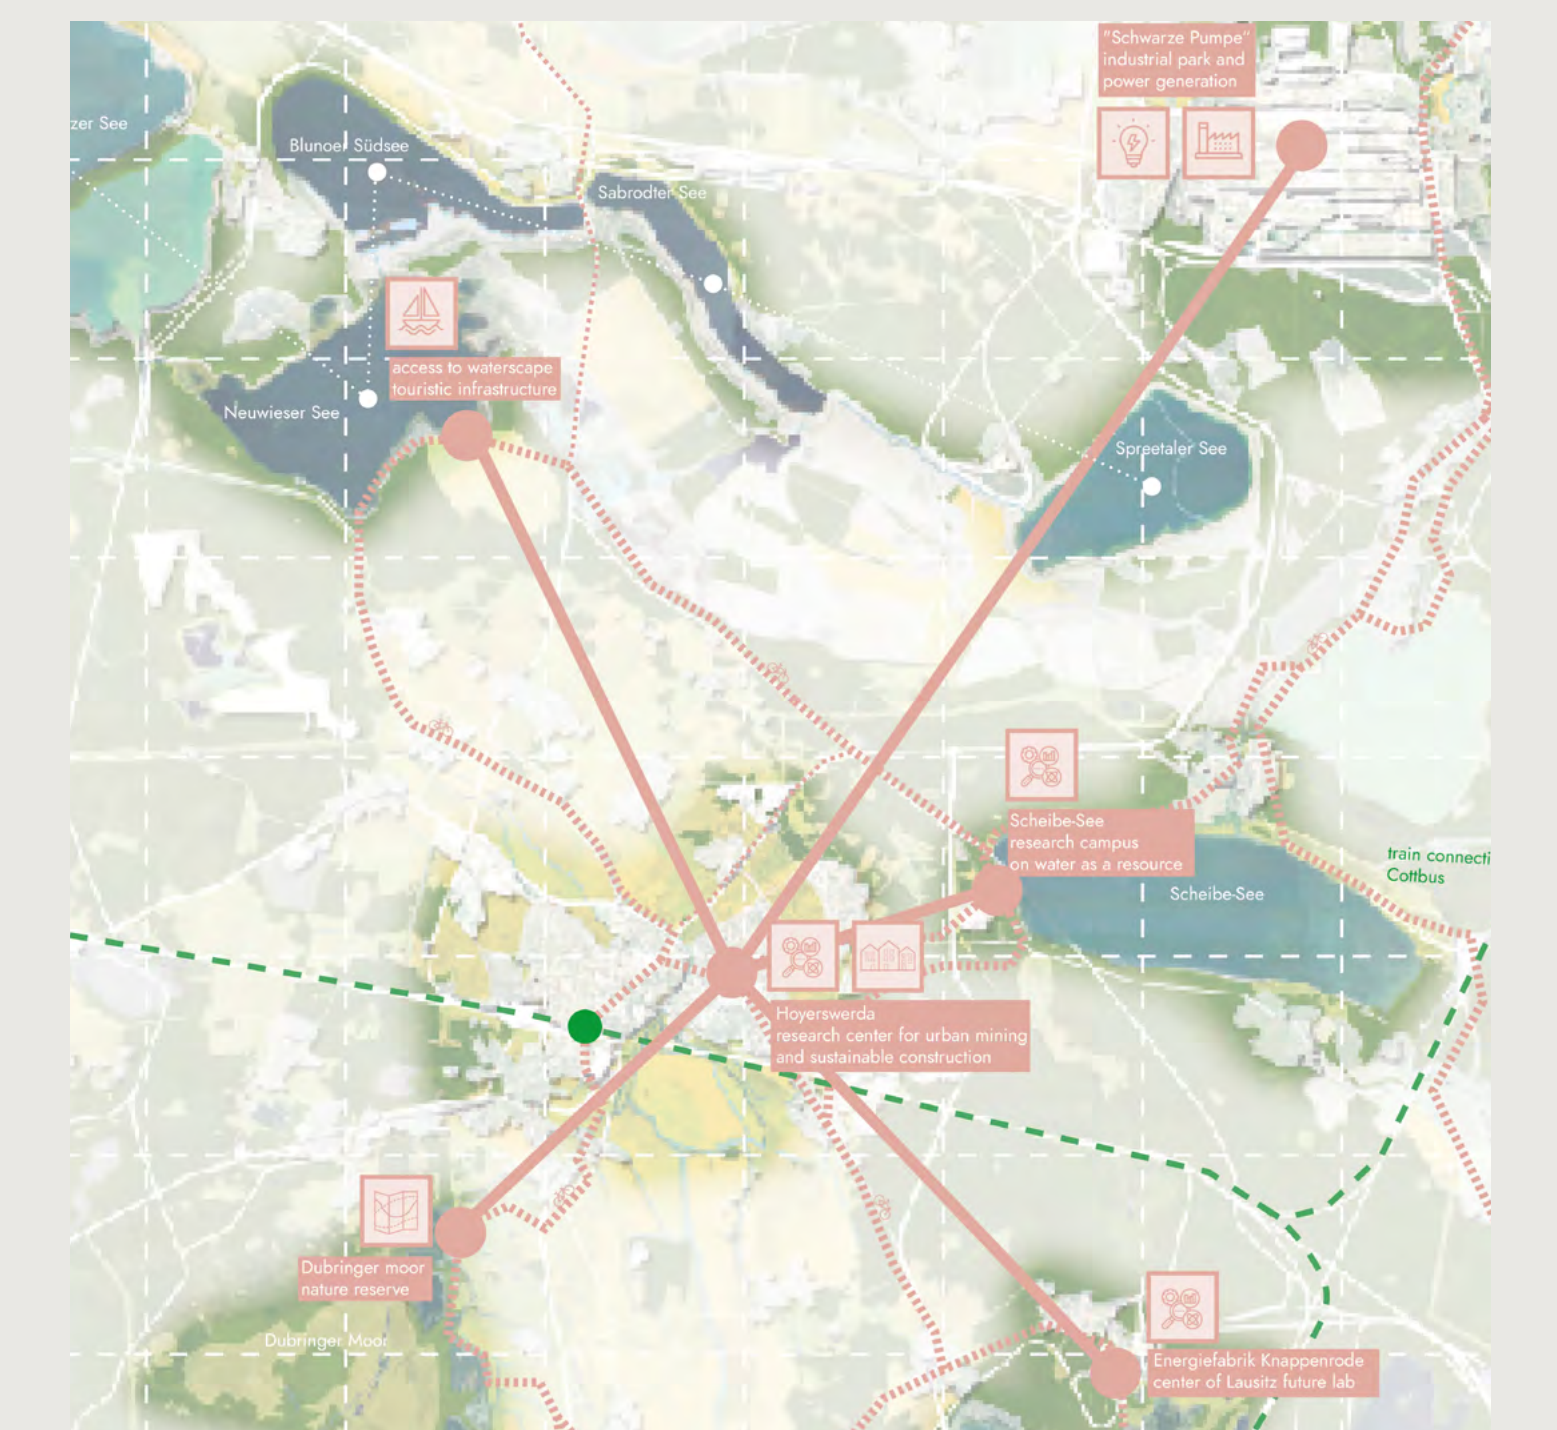 "Schwarze Pumpe“
industrial park and
power generation
zer See
Blunoer Südsee
Sabrodter See
access to waterscape
touristic infrastructure
Neuwieser See
Spreetaler See
Scheibe-See
research campus
on water as a resource
train connecti
Cottbus
Scheibe-See
Hoyerswerda
research center for urban mining
and sustainable construction
Dubringer moor
nature reserve
Dubringer Moor
Energiefabrik Knappenrode
center of Lausitz future lab